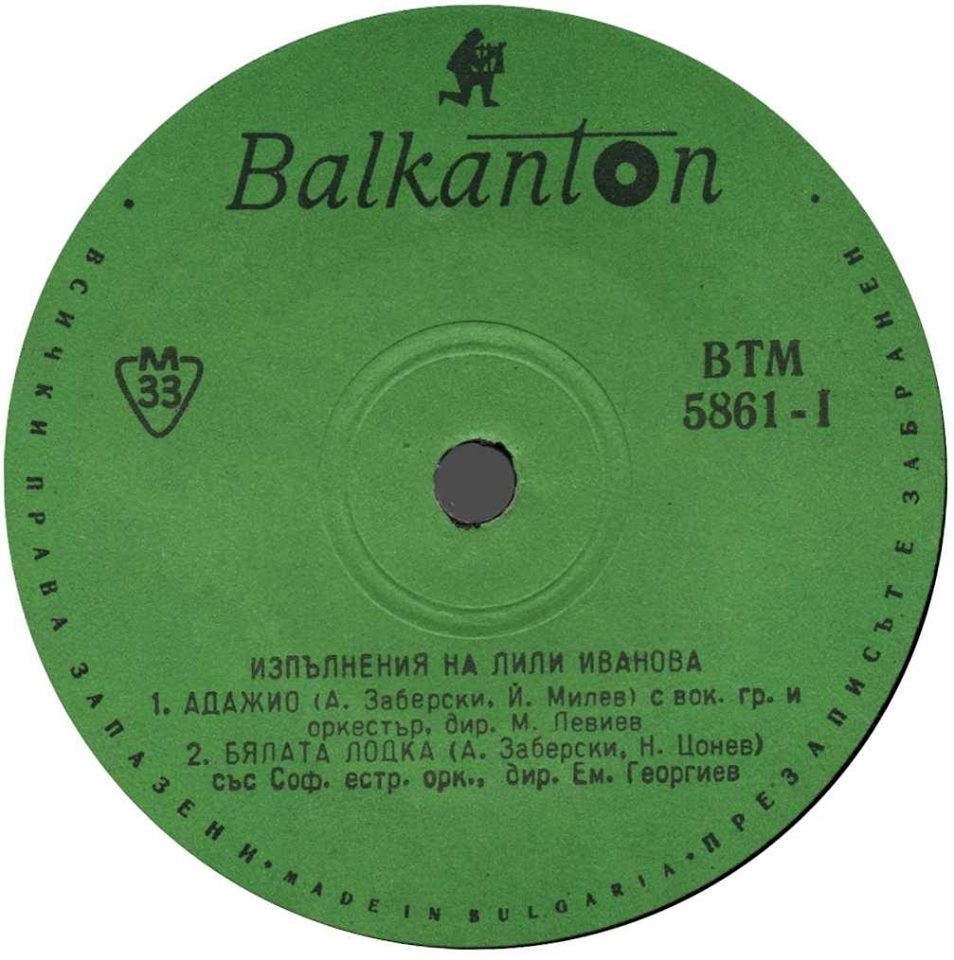 Balkanton
М
33
ВТМ
5861-I
ИЗПЪЛНЕНИЯ НА ЛИЛИ ИВАНОВА
1. АДАЖИО (А. Заберски, Й. Милев) с вок. гр. и
оркестър, дир. М. Левиев
2. БЯЛАТА ЛОДКА (А. Заберски, Н. Цонев)
със Соф. естр. орк., дир. Ем. Георгиев
• ВСИЧКИ ПРАВА ЗАПАЗЕНИ • MADE IN BULGARIA • ПРЕЗАПИСЪТ Е ЗАБРАНЕН •